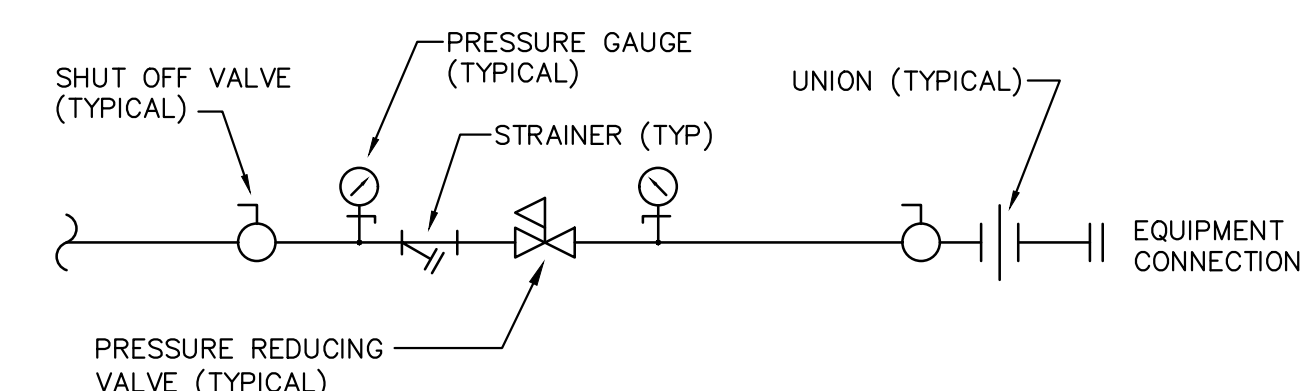 PRESSURE GAUGE
(TYPICAL)
SHUT OFF VALVE
(TYPICAL)
UNION (TYPICAL)
STRAINER (TYP)
EQUIPMENT
CONNECTION
PRESSURE REDUCING
VALVE (TYPICAL)